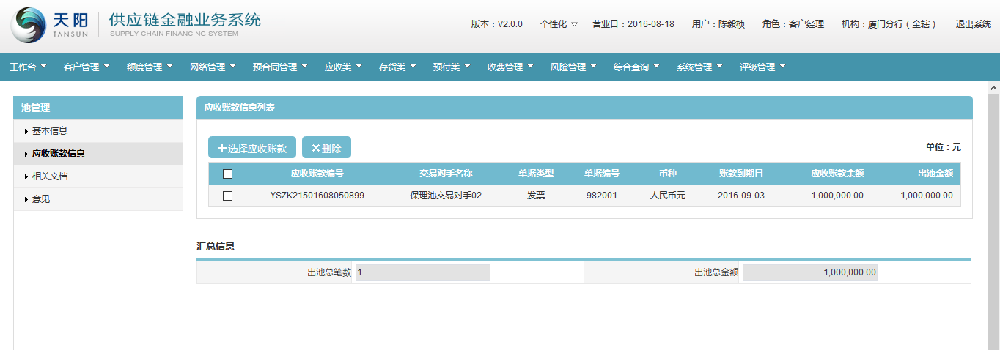 天阳 TANSUN 供应链金融业务系统 SUPPLY CHAIN FINANCING SYSTEM
版本：V2.0.0 个性化 营业日：2016-08-18 用户：陈毅桢 角色：客户经理 机构：厦门分行（全辖） 退出系统
工作台 客户管理 额度管理 网络管理 预合同管理 应收类 存货类 预付类 收费管理 风险管理 综合查询 系统管理 评级管理
池管理
基本信息
应收账款信息
相关文档
意见
应收账款信息列表
选择应收账款 删除 单位：元
应收账款编号 交易对手名称 单据类型 单据编号 币种 账款到期日 应收账款余额 出池金额
YSZK21501608050899 保理池交易对手02 发票 982001 人民币元 2016-09-03 1,000,000.00 1,000,000.00
汇总信息
出池总笔数 1 出池总金额 1,000,000.00